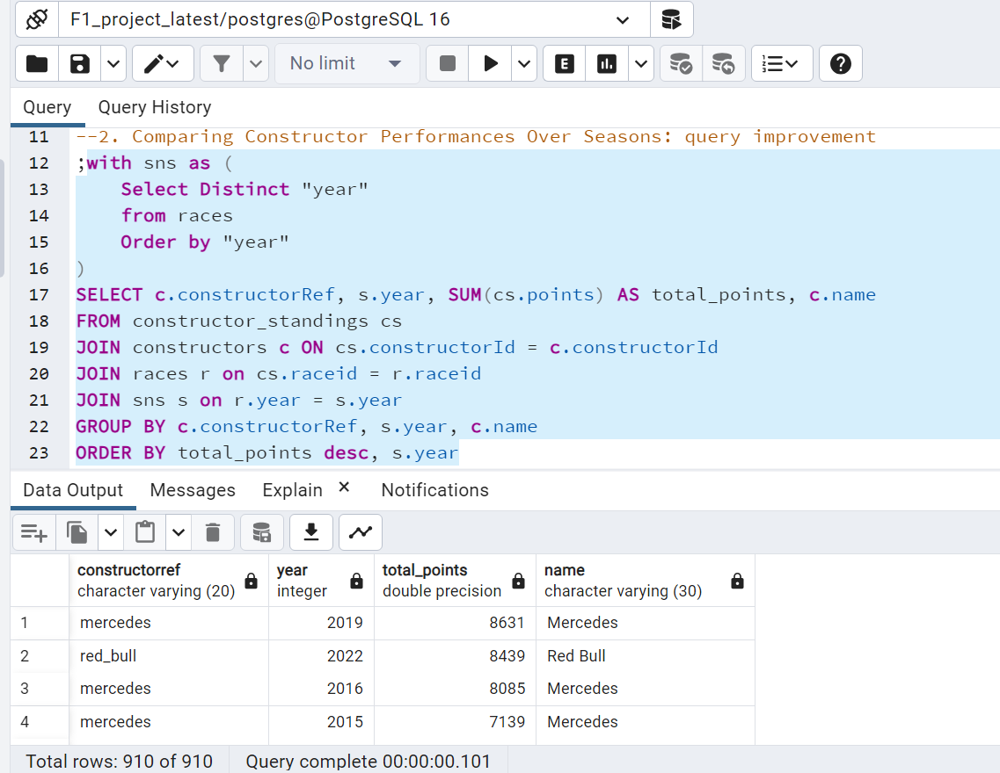 F1_project_latest/postgres@PostgreSQL 16
No limit
E
Query Query History
11 --2. Comparing Constructor Performances Over Seasons: query improvement
12 ;with sns as (
13 Select Distinct "year"
14 from races
15 Order by "year"
16 )
17 SELECT c.constructorRef, s.year, SUM(cs.points) AS total_points, c.name
18 FROM constructor_standings cs
19 JOIN constructors c ON cs.constructorId = c.constructorId
20 JOIN races r on cs.raceid = r.raceid
21 JOIN sns s on r.year = s.year
22 GROUP BY c.constructorRef, s.year, c.name
23 ORDER BY total_points desc, s.year
Data Output Messages Explain Notifications
constructorref year total_points name
character varying (20) integer double precision character varying (30)
1 mercedes 2019 8631 Mercedes
2 red_bull 2022 8439 Red Bull
3 mercedes 2016 8085 Mercedes
4 mercedes 2015 7139 Mercedes
Total rows: 910 of 910 Query complete 00:00:00.101